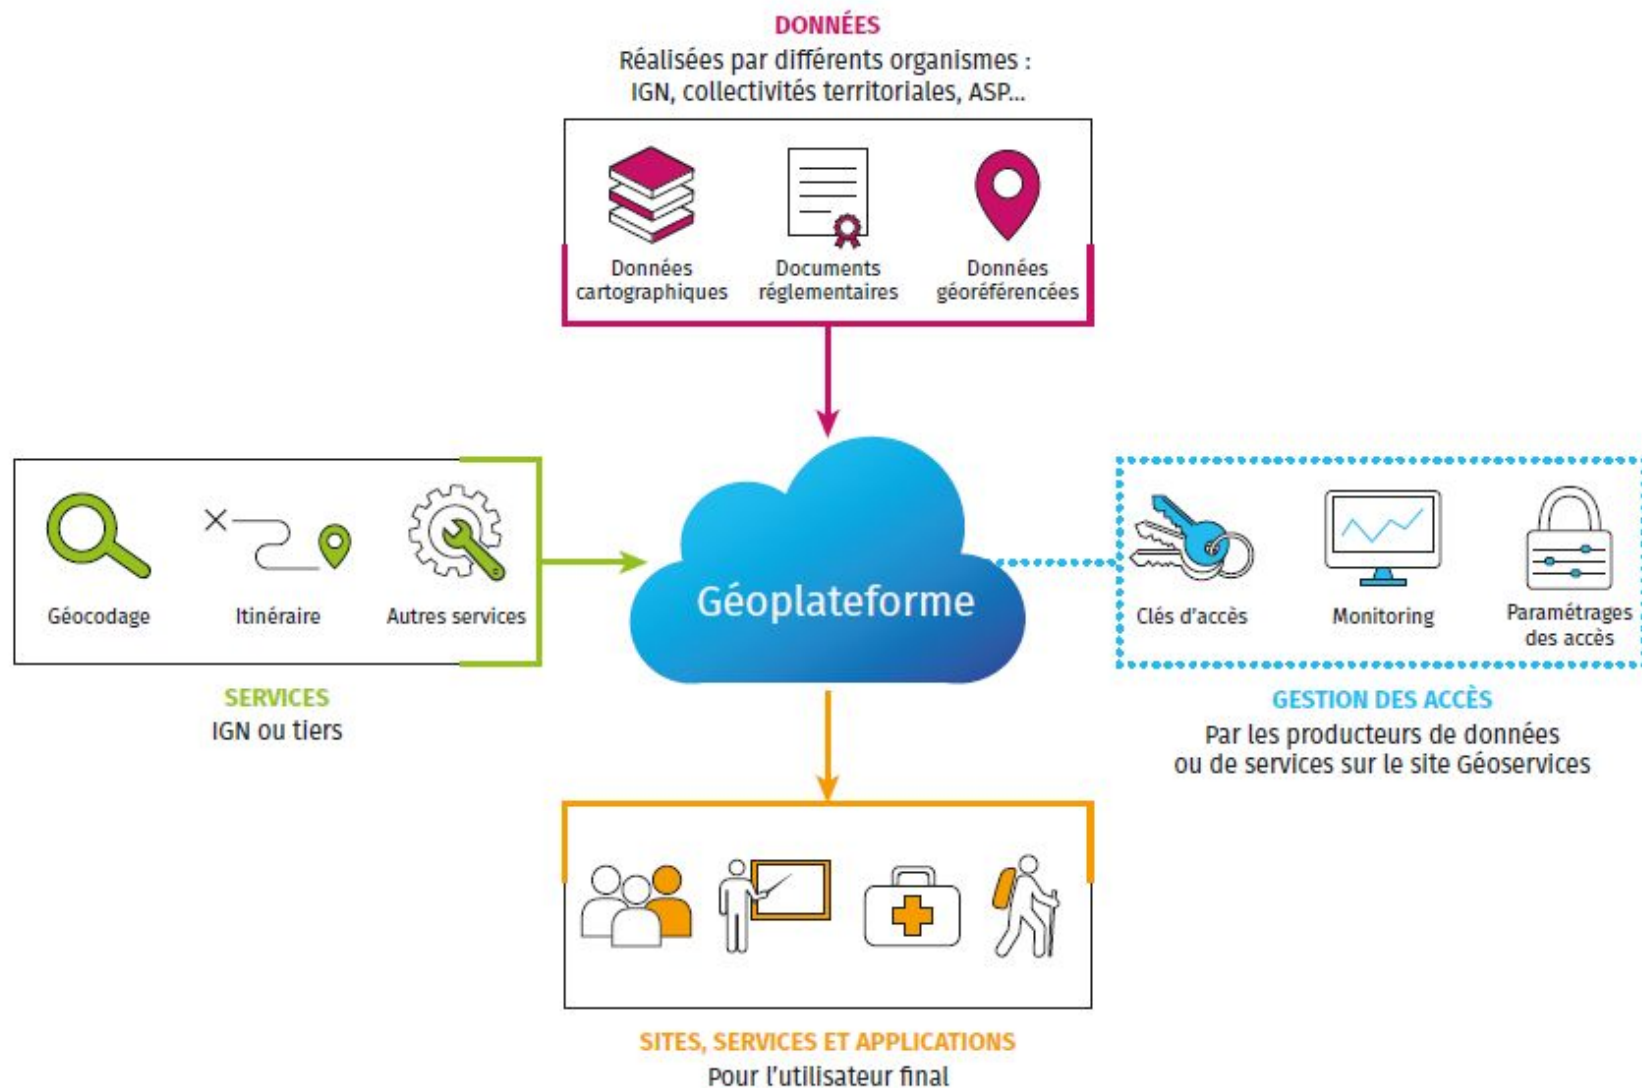 DONNÉES
Réalisées par différents organismes :
IGN, collectivités territoriales, ASP...
Données
cartographiques
Documents
réglementaires
Données
géoréférencées
Géocodage
Itinéraire
Autres services
SERVICES
IGN ou tiers
Géoplateforme
Clés d'accès
Monitoring
Paramétrages
des accès
GESTION DES ACCÈS
Par les producteurs de données
ou de services sur le site Géoservices
SITES, SERVICES ET APPLICATIONS
Pour l'utilisateur final